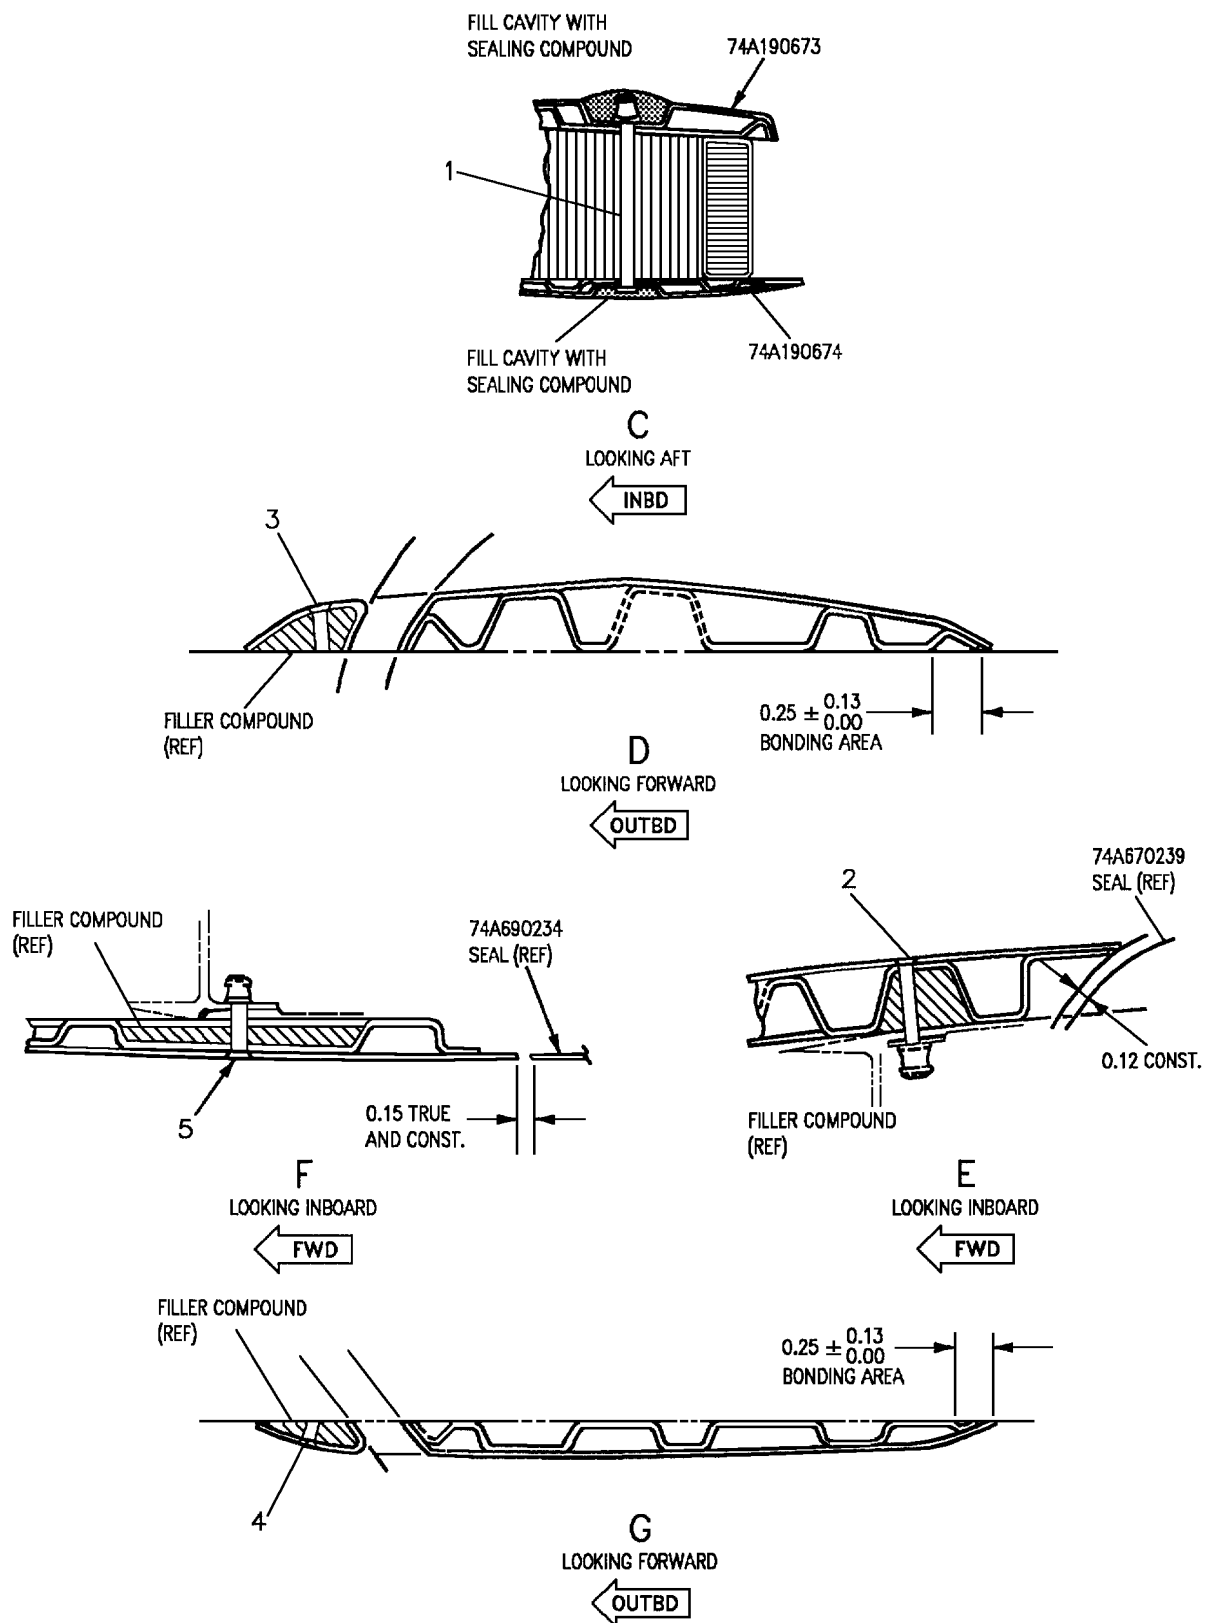 FILL CAVITY WITH
SEALING COMPOUND
74A190673
1
FILL CAVITY WITH
SEALING COMPOUND
74A190674
C
LOOKING AFT
INBD
3
FILLER COMPOUND
(REF)
0.25 ± 0.13
0.00
BONDING AREA
D
LOOKING FORWARD
OUTBD
FILLER COMPOUND
(REF)
74A690234
SEAL (REF)
5
0.15 TRUE
AND CONST.
F
LOOKING INBOARD
FWD
2
74A670239
SEAL (REF)
0.12 CONST.
FILLER COMPOUND
(REF)
E
LOOKING INBOARD
FWD
FILLER COMPOUND
(REF)
0.25 ± 0.13
0.00
BONDING AREA
4
G
LOOKING FORWARD
OUTBD